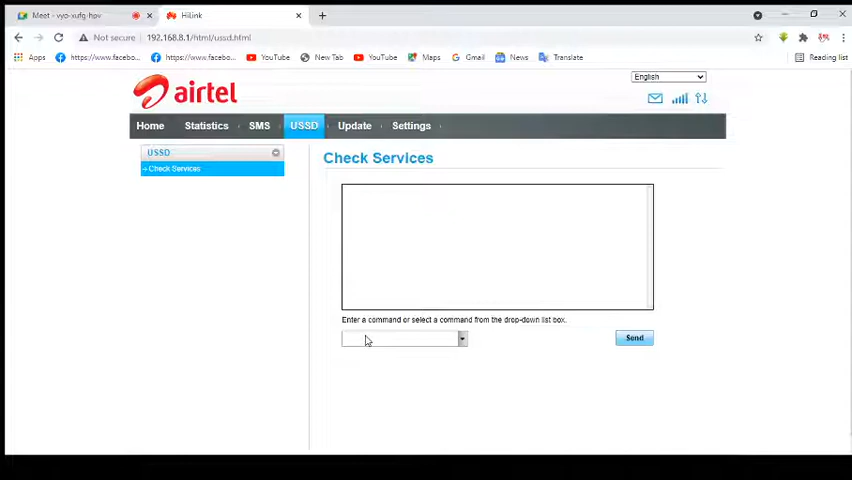 Meet - vyp-xufg-hpv
HiLink
Not secure
192.168.8.1/html/ussd.html
Apps
https://www.facebo...
https://www.facebo...
YouTube
New Tab
YouTube
Maps
Gmail
News
Translate
Reading list
airtel
English
Home
Statistics
SMS
USSD
Update
Settings
USSD
Check Services
Check Services
Enter a command or select a command from the drop-down list box.
Send